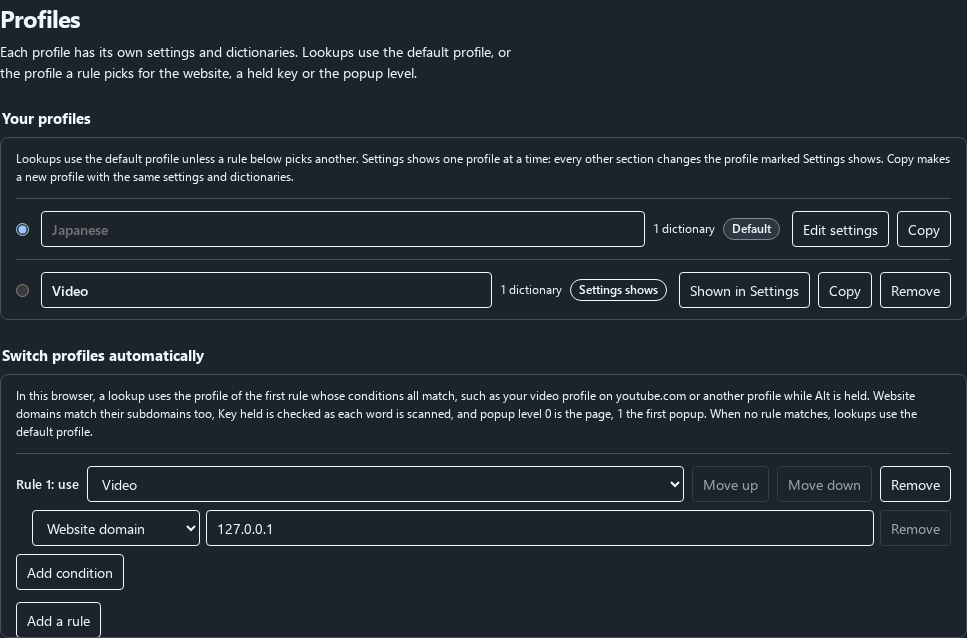 Profiles
Each profile has its own settings and dictionaries. Lookups use the default profile, or
the profile a rule picks for the website, a held key or the popup level.
Your profiles
Lookups use the default profile unless a rule below picks another. Settings shows one profile at a time: every other section changes the profile marked Settings shows. Copy makes
a new profile with the same settings and dictionaries.
Japanese 1 dictionary Default Edit settings Copy
Video 1 dictionary Settings shows Shown in Settings Copy Remove
Switch profiles automatically
In this browser, a lookup uses the profile of the first rule whose conditions all match, such as your video profile on youtube.com or another profile while Alt is held. Website
domains match their subdomains too, Key held is checked as each word is scanned, and popup level 0 is the page, 1 the first popup. When no rule matches, lookups use the
default profile.
Rule 1: use Video Move up Move down Remove
Website domain 127.0.0.1 Remove
Add condition
Add a rule